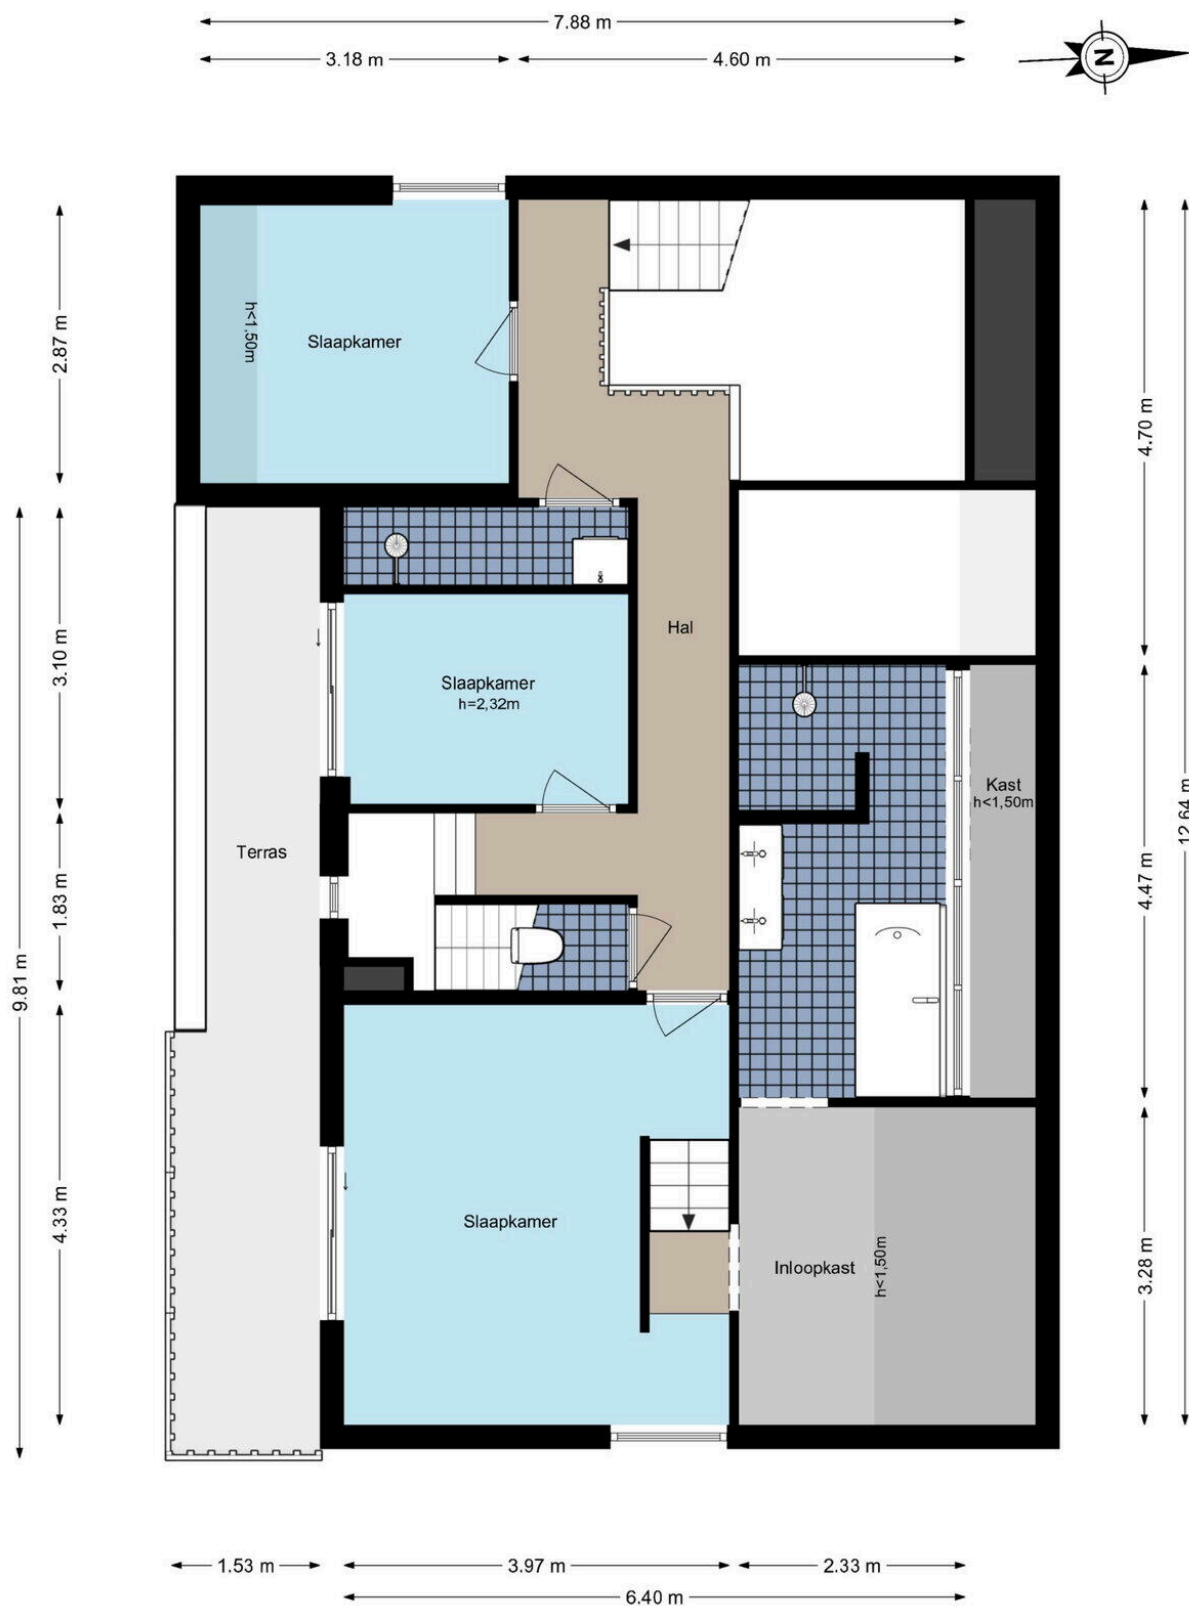 7.88 m
3.18 m
4.60 m
N
2.87 m
h<1.50m
Slaapkamer
4.70 m
3.10 m
Hal
Slaapkamer
h=2,32m
Kast
h<1,50m
12.64 m
Terras
4.47 m
1.83 m
9.81 m
4.33 m
Slaapkamer
Inloopkast
h<1,50m
3.28 m
1.53 m
3.97 m
2.33 m
6.40 m